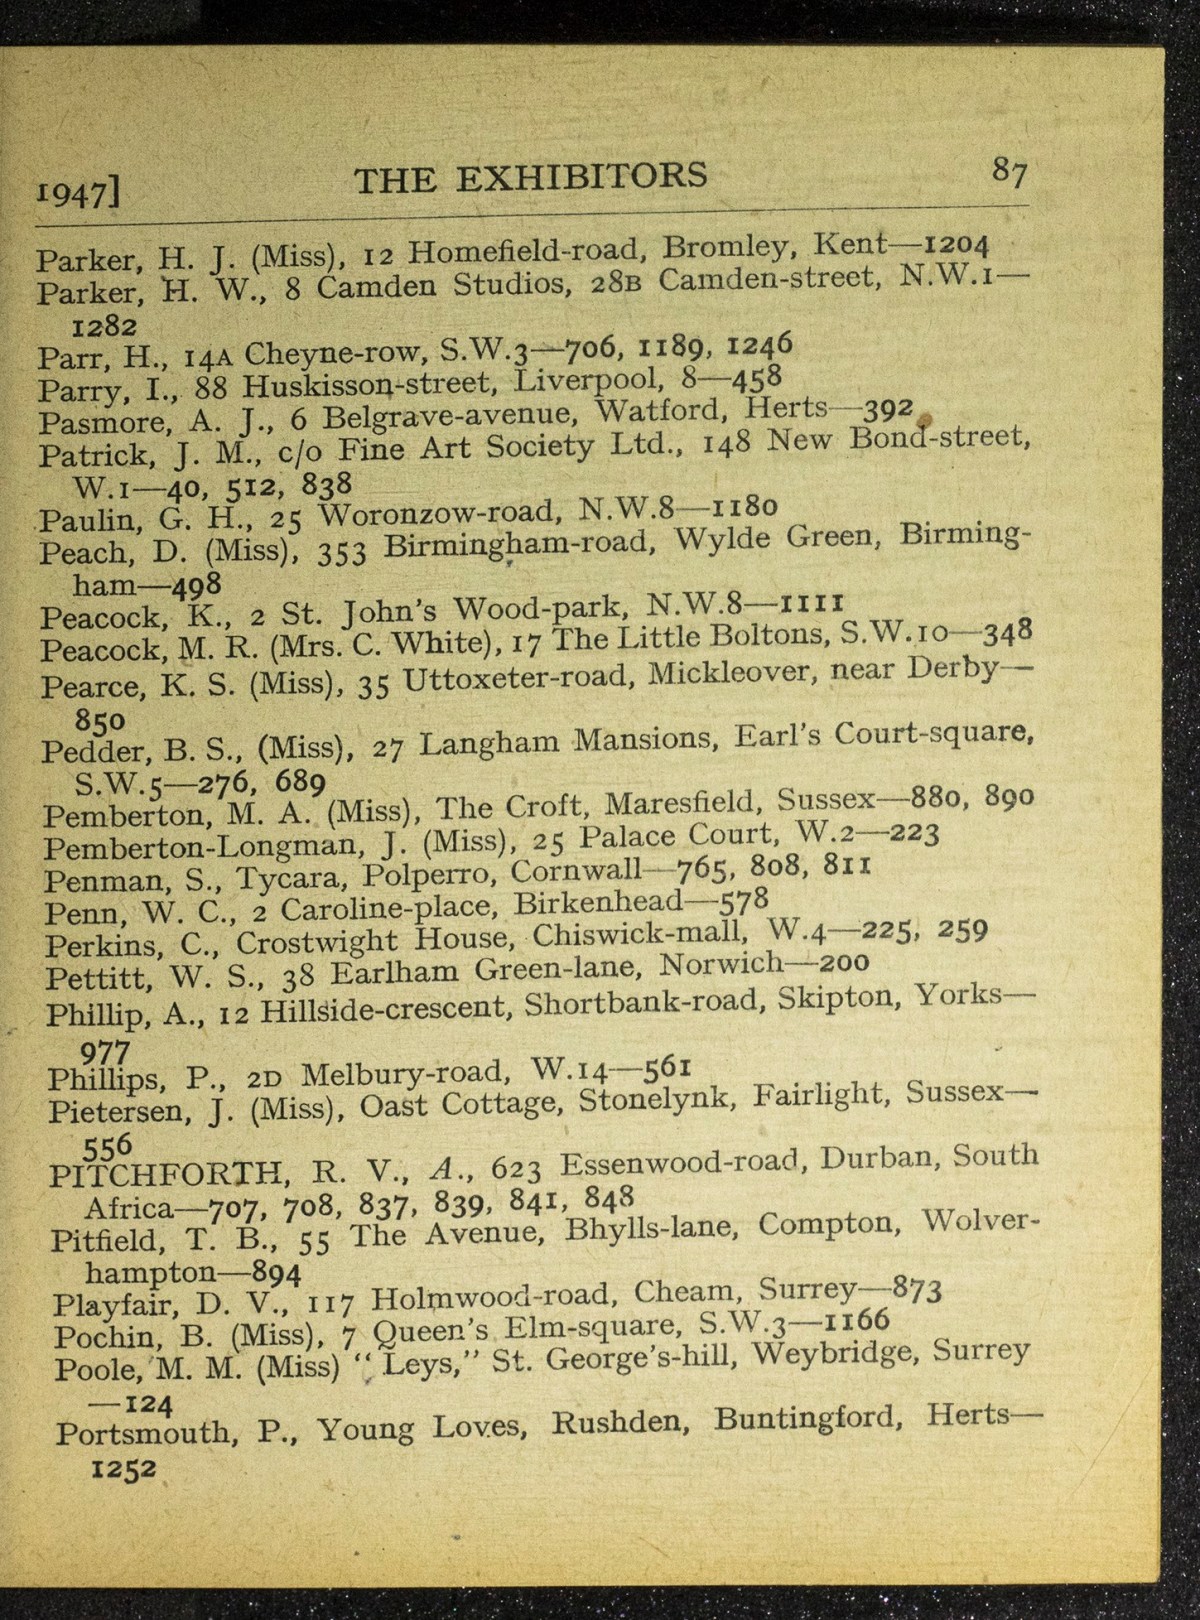 1947] THE EXHIBITORS 87
Parker, H. J. (Miss), 12 Homefield-road, Bromley, Kent—1204
Parker, H. W., 8 Camden Studios, 28B Camden-street, N.W.1—
1282
Parr, H., 14A Cheyne-row, S.W.3—706, 1189, 1246
Parry, I., 88 Huskisson-street, Liverpool, 8—458
Pasmore, A. J., 6 Belgrave-avenue, Watford, Herts—392
Patrick, J. M., c/o Fine Art Society Ltd., 148 New Bond-street,
W.1—40, 512, 838
Paulin, G. H., 25 Woronzow-road, N.W.8—1180
Peach, D. (Miss), 353 Birmingham-road, Wylde Green, Birming-
ham—498
Peacock, K., 2 St. John's Wood-park, N.W.8—1111
Peacock, M. R. (Mrs. C. White), 17 The Little Boltons, S.W.10—348
Pearce, K. S. (Miss), 35 Uttoxeter-road, Mickleover, near Derby—
850
Pedder, B. S., (Miss), 27 Langham Mansions, Earl's Court-square,
S.W.5—276, 689
Pemberton, M. A. (Miss), The Croft, Maresfield, Sussex—880, 890
Pemberton-Longman, J. (Miss), 25 Palace Court, W.2—223
Penman, S., Tycara, Polperro, Cornwall—765, 808, 811
Penn, W. C., 2 Caroline-place, Birkenhead—578
Perkins, C., Crostwight House, Chiswick-mall, W.4—225, 259
Pettitt, W. S., 38 Earlham Green-lane, Norwich—200
Phillip, A., 12 Hillside-crescent, Shortbank-road, Skipton, Yorks—
977
Phillips, P., 2D Melbury-road, W.14—561
Pietersen, J. (Miss), Oast Cottage, Stonelynk, Fairlight, Sussex—
556
PITCHFORTH, R. V., A., 623 Essenwood-road, Durban, South
Africa—707, 708, 837, 839, 841, 848
Pitfield, T. B., 55 The Avenue, Bhylls-lane, Compton, Wolver-
hampton—894
Playfair, D. V., 117 Holmwood-road, Cheam, Surrey—873
Pochin, B. (Miss), 7 Queen's Elm-square, S.W.3—1166
Poole, M. M. (Miss) "Leys," St. George's-hill, Weybridge, Surrey
—124
Portsmouth, P., Young Loves, Rushden, Buntingford, Herts—
1252